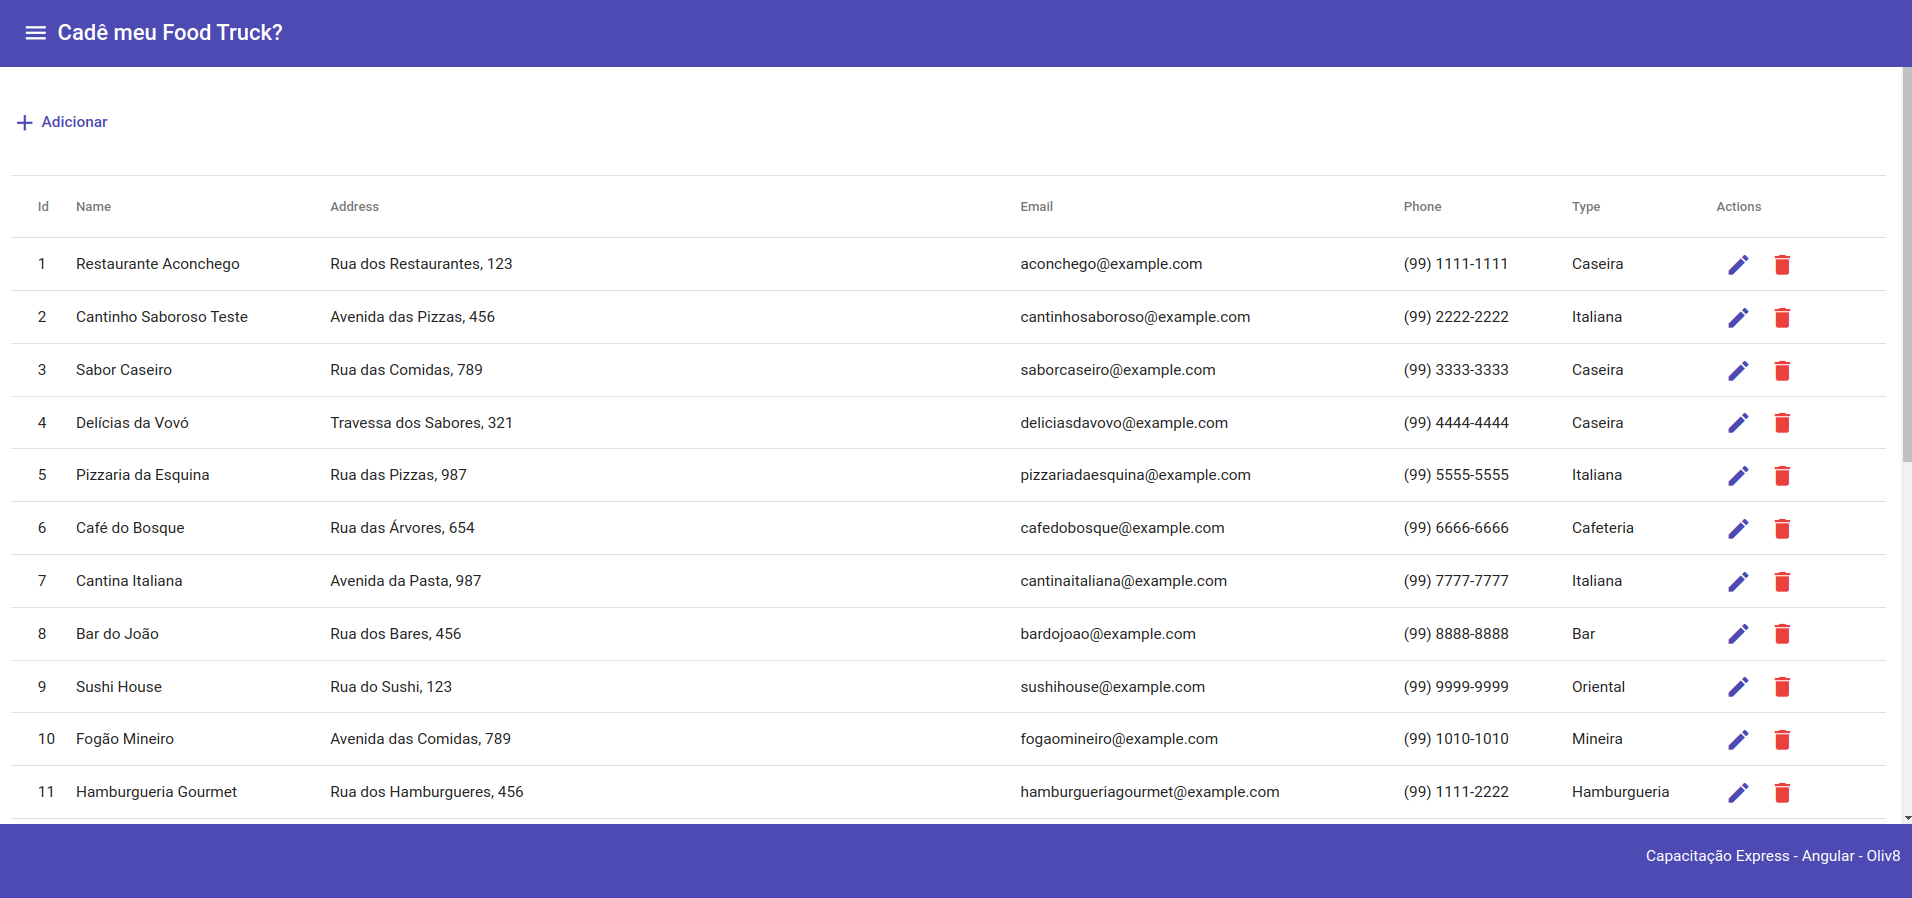 Cadê meu Food Truck?
Adicionar
Id Name Address Email Phone Type Actions
1 Restaurante Aconchego Rua dos Restaurantes, 123 aconchego@example.com (99) 1111-1111 Caseira
2 Cantinho Saboroso Teste Avenida das Pizzas, 456 cantinhosaboroso@example.com (99) 2222-2222 Italiana
3 Sabor Caseiro Rua das Comidas, 789 saborcaseiro@example.com (99) 3333-3333 Caseira
4 Delícias da Vovó Travessa dos Sabores, 321 deliciasdavovo@example.com (99) 4444-4444 Caseira
5 Pizzaria da Esquina Rua das Pizzas, 987 pizzariadaesquina@example.com (99) 5555-5555 Italiana
6 Café do Bosque Rua das Árvores, 654 cafedobosque@example.com (99) 6666-6666 Cafeteria
7 Cantina Italiana Avenida da Pasta, 987 cantinaitaliana@example.com (99) 7777-7777 Italiana
8 Bar do João Rua dos Bares, 456 bardojoao@example.com (99) 8888-8888 Bar
9 Sushi House Rua do Sushi, 123 sushihouse@example.com (99) 9999-9999 Oriental
10 Fogão Mineiro Avenida das Comidas, 789 fogaomineiro@example.com (99) 1010-1010 Mineira
11 Hamburgueria Gourmet Rua dos Hamburgueres, 456 hamburgueriagourmet@example.com (99) 1111-2222 Hamburgueria
Capacitação Express - Angular - Oliv8